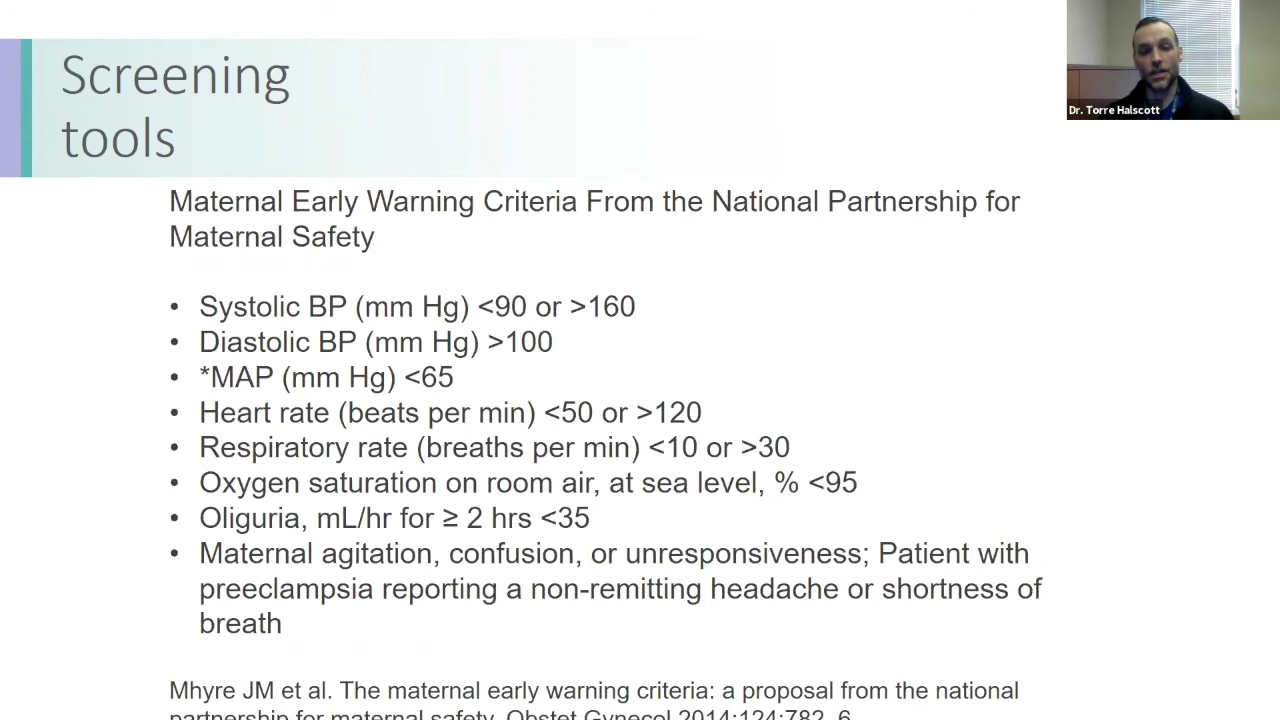 Screening
tools
Dr. Torre Halscott
Maternal Early Warning Criteria From the National Partnership for
Maternal Safety
• Systolic BP (mm Hg) <90 or >160
• Diastolic BP (mm Hg) >100
• *MAP (mm Hg) <65
• Heart rate (beats per min) <50 or >120
• Respiratory rate (breaths per min) <10 or >30
• Oxygen saturation on room air, at sea level, % <95
• Oliguria, mL/hr for ≥ 2 hrs <35
• Maternal agitation, confusion, or unresponsiveness; Patient with
preeclampsia reporting a non-remitting headache or shortness of
breath
Mhyre JM et al. The maternal early warning criteria: a proposal from the national
partnership for maternal safety. Obstet Gynecol 2014;124:782–6